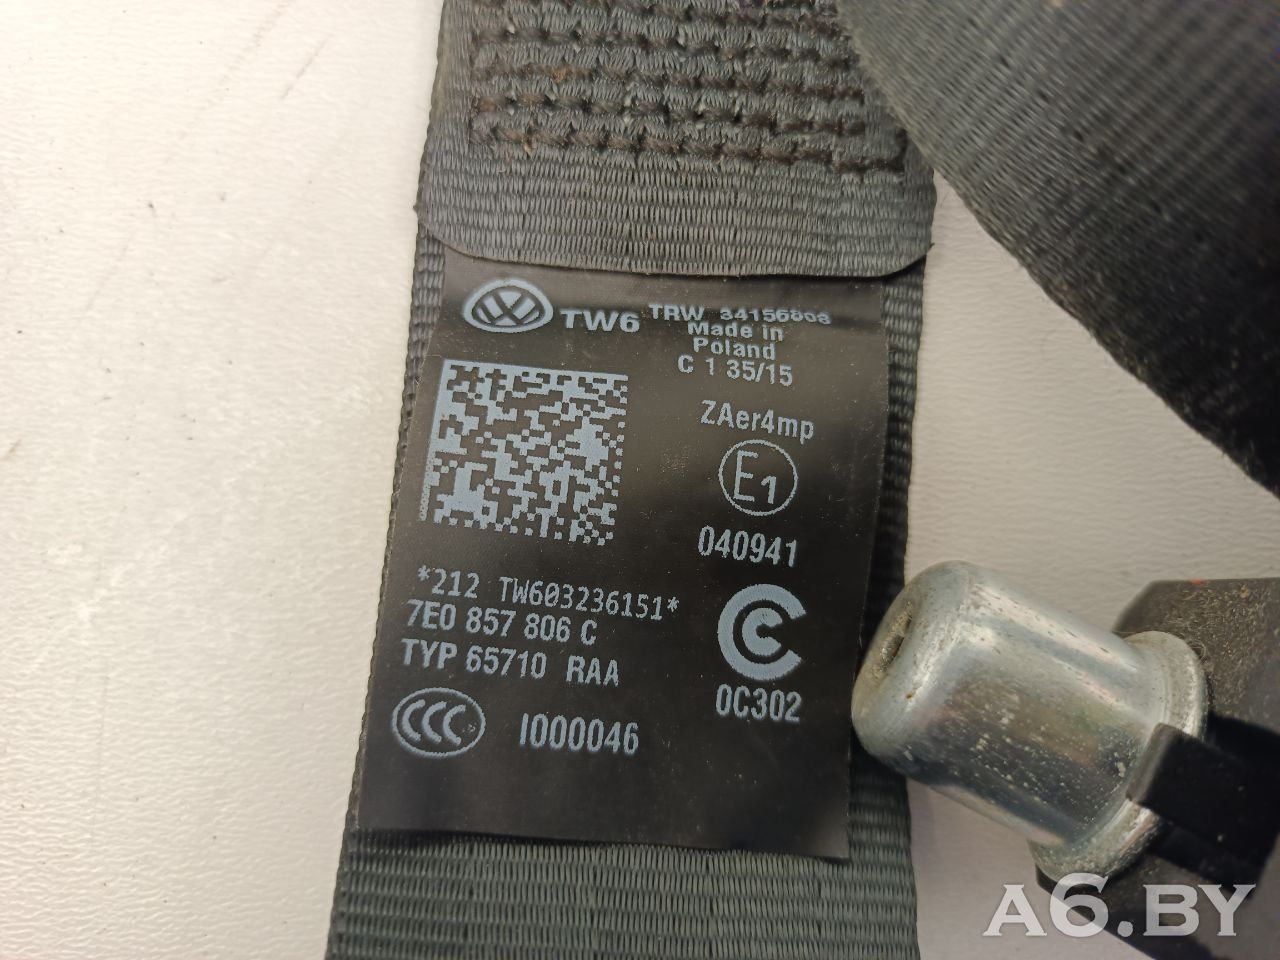 TW6 TRW 34156808
Made in
Poland
C 1 35/15
ZAer4mp
E1
040941
*212 TW603236151*
7E0 857 806 C
TYP 65710 RAA
0C302
CCC
I000046
A6.BY